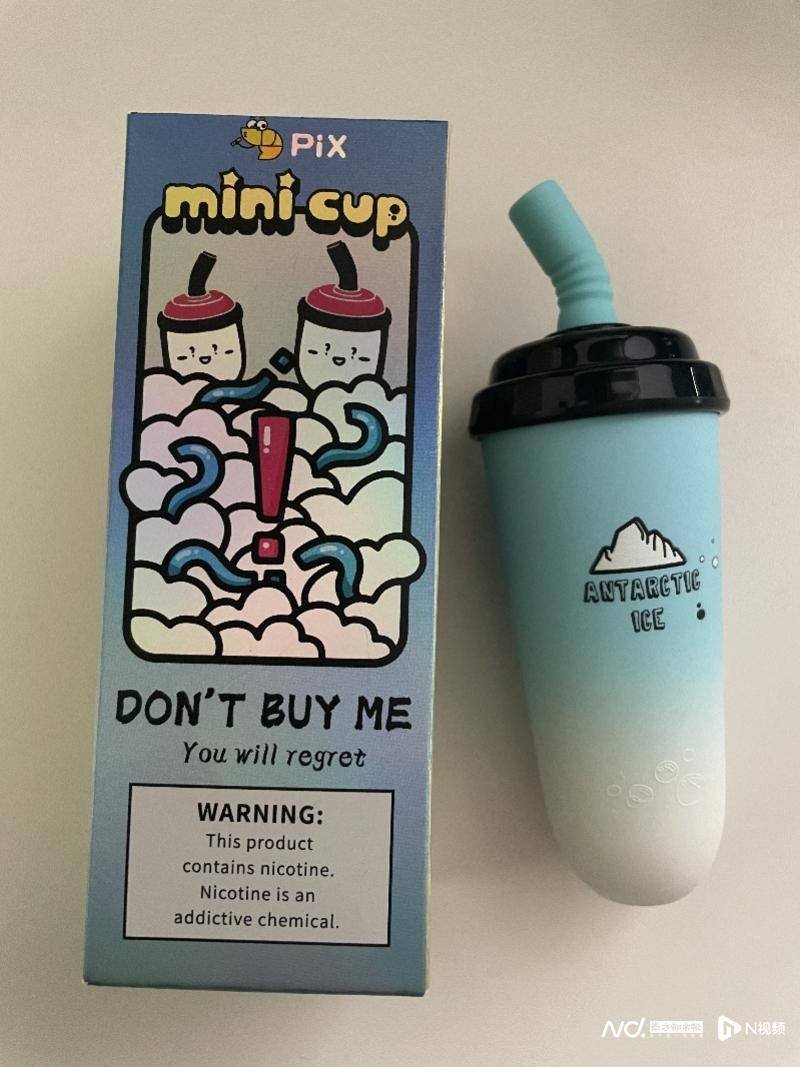 PiX
mini cup
DON'T BUY ME
You will regret
WARNING:
This product
contains nicotine.
Nicotine is an
addictive chemical.
ANTARCTIC
ICE
N视频